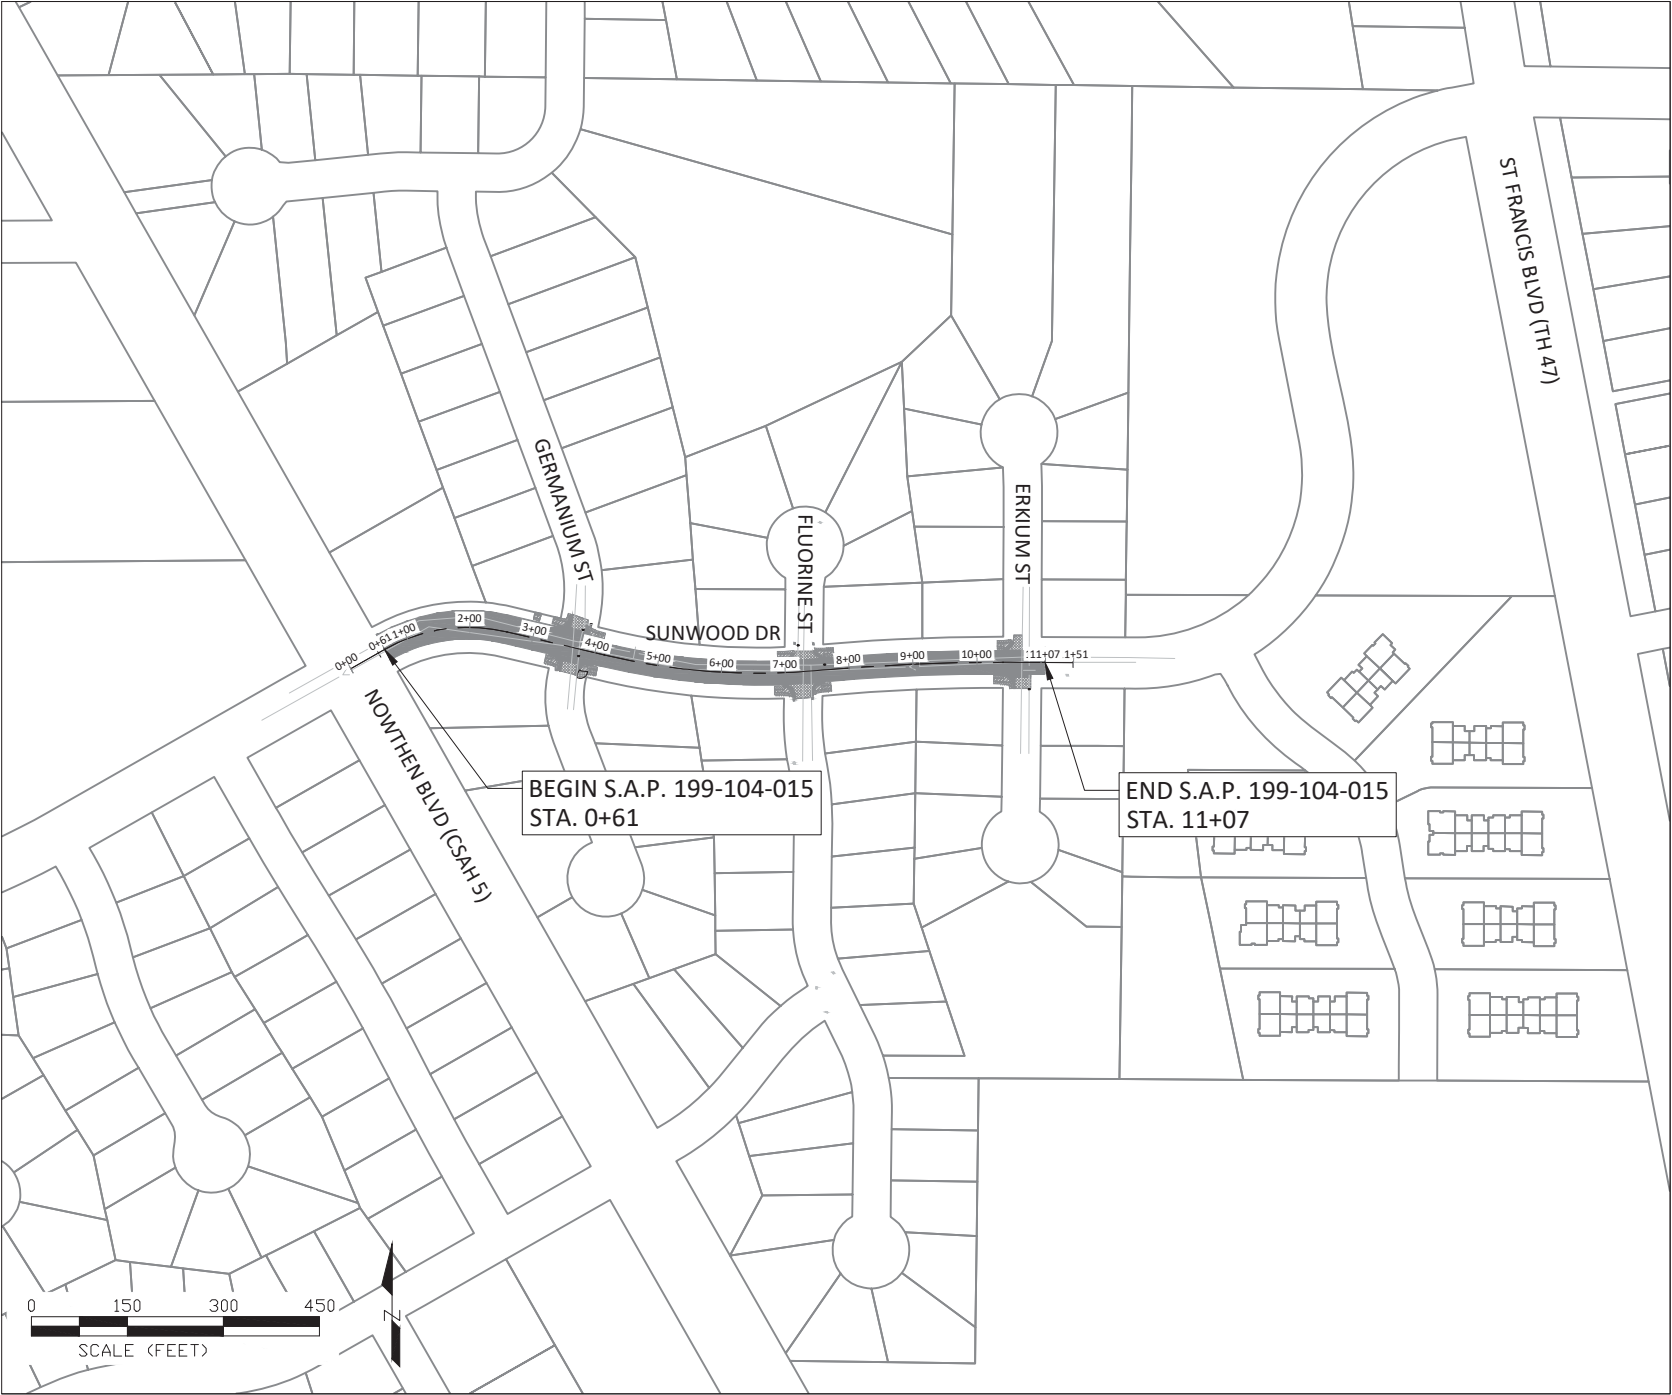 ST FRANCIS BLVD (TH 47)
GERMANIUM ST
FLUORINE ST
ERKIUM ST
SUNWOOD DR
0+00
0+61
1+00
2+00
3+00
4+00
5+00
6+00
7+00
8+00
9+00
10+00
11+07
1+51
NOWTHEN BLVD (CSAH 5)
BEGIN S.A.P. 199-104-015
STA. 0+61
END S.A.P. 199-104-015
STA. 11+07
0 150 300 450
SCALE (FEET)
N